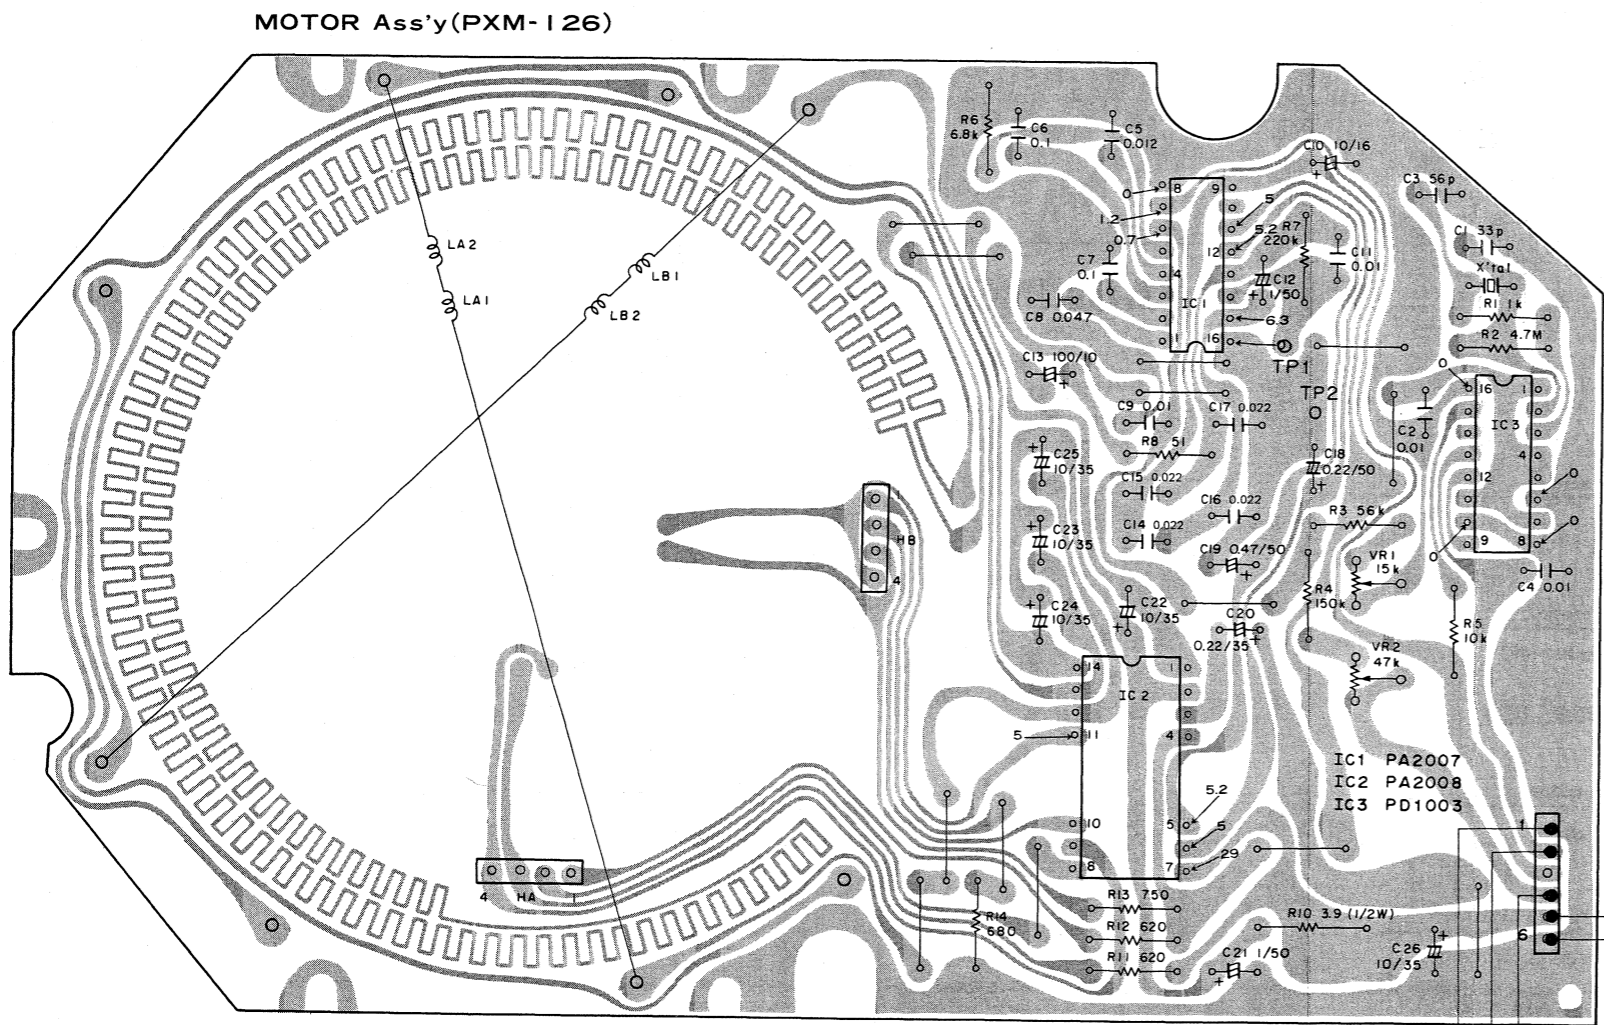 MOTOR Ass'y(PXM-126)
R6
6.8k
C6
0.1
C5
0.012
C10 10/16
+
C3 56p
C1 33p
X'tal
R1 1k
R2 4.7M
0
8
9
1.2
0.7
5
5.2
R7
220k
12
C11
0.01
C7
0.1
4
C12
+ 1/50
IC1
C8 0.047
6.3
1
16
TP1
C13 100/10
+
TP2
0
16
1
IC3
C9 0.01
C17 0.022
C2
0.01
R8 51
4
+
C25
10/35
C18
0.22/50
+
C15 0.022
12
0
C16 0.022
R3 56k
1
HB
4
+
C23
10/35
C14 0.022
0
9
8
0
C19 0.47/50
+
VR1
15k
C4 0.01
+
C24
10/35
C22
10/35
+
C20
+
0.22/35
R4
150k
R5
10k
VR2
47k
LA2
LA1
LB1
LB2
14
1
IC2
5
11
4
IC1 PA2007
IC2 PA2008
IC3 PD1003
5.2
10
5
5
8
7
29
1
6
4
HA
1
R13 750
R14
680
R12 620
R11 620
R10 3.9 (1/2W)
C21 1/50
+
C26
10/35
+